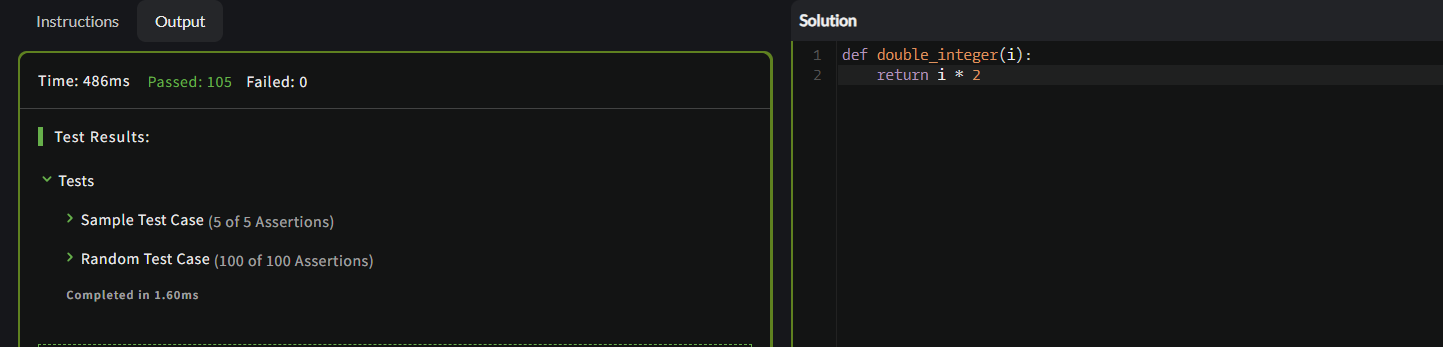 Instructions Output
Time: 486ms Passed: 105 Failed: 0
Test Results:
Tests
Sample Test Case (5 of 5 Assertions)
Random Test Case (100 of 100 Assertions)
Completed in 1.60ms
Solution
1 def double_integer(i):
2     return i * 2